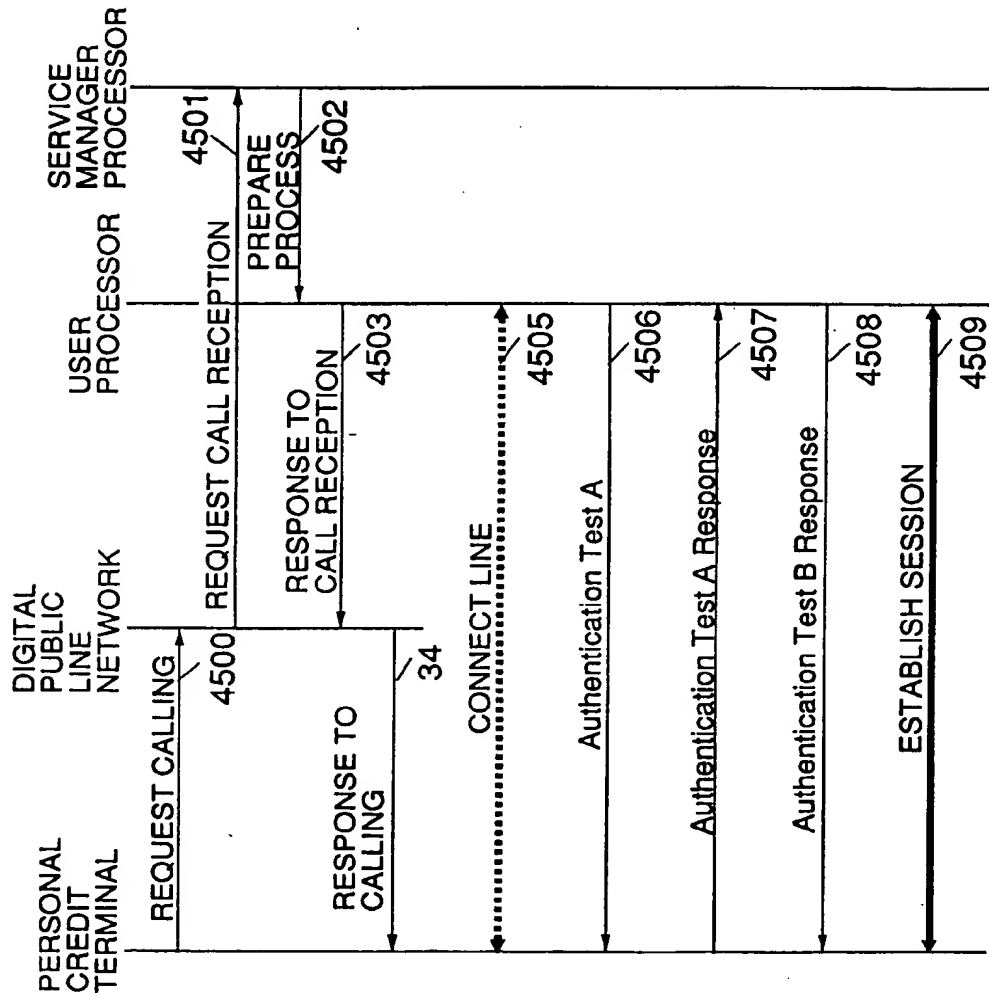 PERSONAL
CREDIT
TERMINAL
DIGITAL
PUBLIC
LINE
NETWORK
USER
PROCESSOR
SERVICE
MANAGER
PROCESSOR
REQUEST CALLING
4500
REQUEST CALL RECEPTION
4501
PREPARE
PROCESS
4502
RESPONSE TO
CALL RECEPTION
4503
RESPONSE TO
CALLING
34
CONNECT LINE
4505
Authentication Test A
4506
Authentication Test A Response
4507
Authentication Test B Response
4508
ESTABLISH SESSION
4509